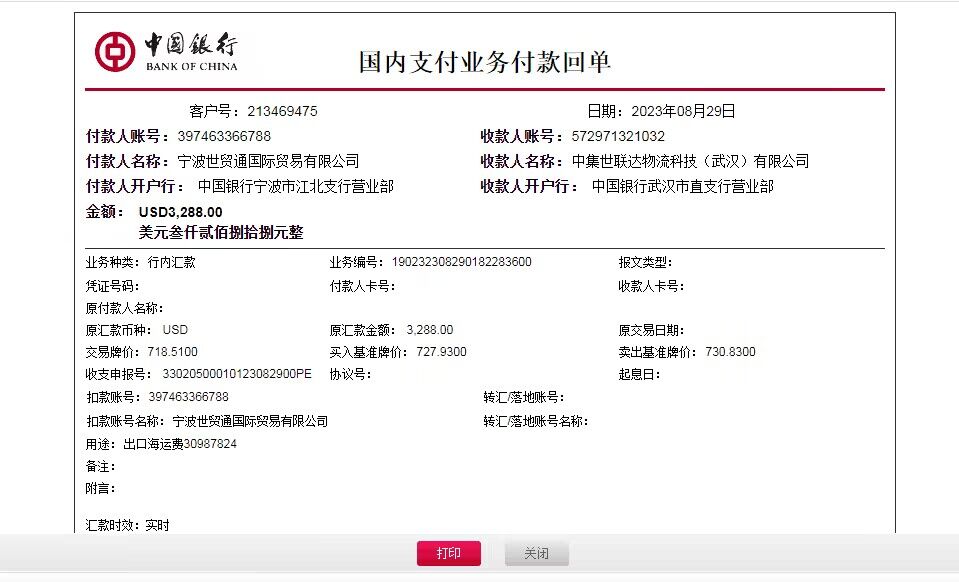 中国银行
BANK OF CHINA
国内支付业务付款回单
客户号：213469475 日期：2023年08月29日
付款人账号：397463366788 收款人账号：572971321032
付款人名称：宁波世贸通国际贸易有限公司 收款人名称：中集世联达物流科技（武汉）有限公司
付款人开户行：中国银行宁波市江北支行营业部 收款人开户行：中国银行武汉市直支行营业部
金额：USD3,288.00
美元叁仟贰佰捌拾捌元整
业务种类：行内汇款 业务编号：190232308290182283600 报文类型：
凭证号码： 付款人卡号： 收款人卡号：
原付款人名称：
原汇款币种：USD 原汇款金额：3,288.00 原交易日期：
交易牌价：718.5100 买入基准牌价：727.9300 卖出基准牌价：730.8300
收支申报号：33020500010123082900PE 协议号： 起息日：
扣款账号：397463366788 转汇/落地账号：
扣款账号名称：宁波世贸通国际贸易有限公司 转汇/落地账号名称：
用途：出口海运费30987824
备注：
附言：
汇款时效：实时
打印 关闭